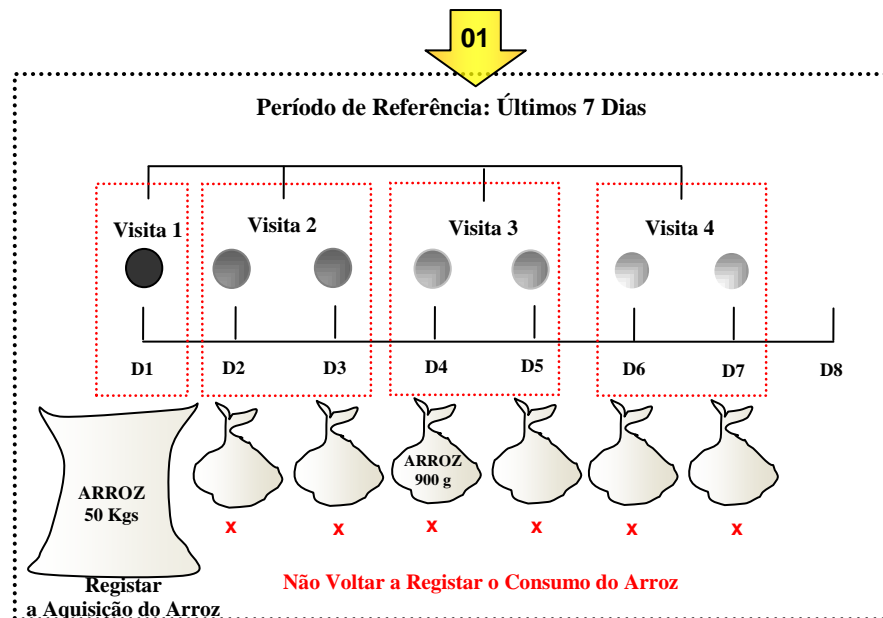 01
Período de Referência: Últimos 7 Dias
Visita 1
Visita 2
Visita 3
Visita 4
D1
D2
D3
D4
D5
D6
D7
D8
ARROZ
50 Kgs
ARROZ
900 g
x
x
x
x
x
x
Registar
a Aquisição do Arroz
Não Voltar a Registar o Consumo do Arroz